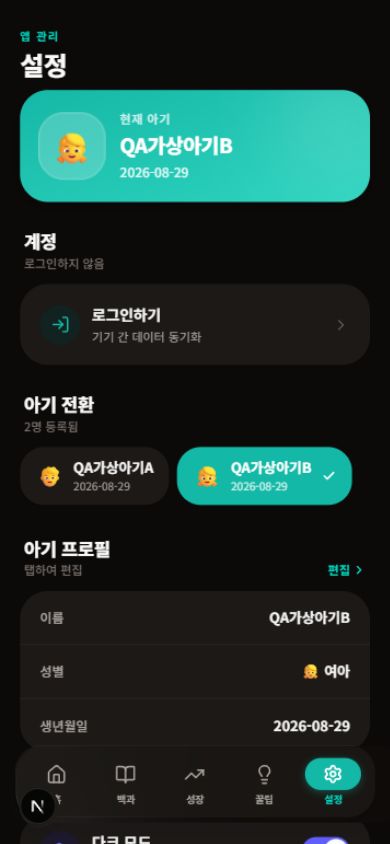 앱 관리
설정
현재 아기
QA가상아기B
2026-08-29
계정
로그인하지 않음
로그인하기
기기 간 데이터 동기화
아기 전환
2명 등록됨
QA가상아기A
2026-08-29
QA가상아기B
2026-08-29
아기 프로필
탭하여 편집
편집
이름
QA가상아기B
성별
여아
생년월일
2026-08-29
백과
성장
꿀팁
설정
N
다크 모드